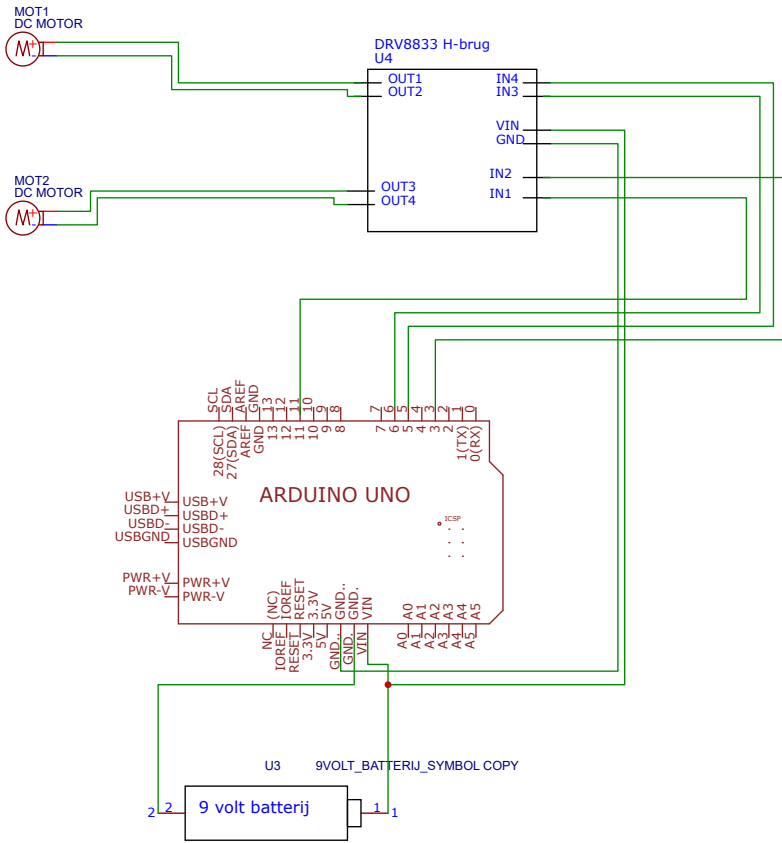 MOT1
DC MOTOR
M + -
DRV8833 H-brug
U4
OUT1
OUT2
IN4
IN3
VIN
GND
IN2
IN1
OUT3
OUT4
MOT2
DC MOTOR
M + -
SCL
SDA
AREF
GND
13
12
11
10
9
8
7
6
5
4
3
2
1
0
28(SCL)
27(SDA)
AREF
GND
13
12
11
10
9
8
7
6
5
4
3
2
1(TX)
0(RX)
ARDUINO UNO
ICSP
USB+V USB+V
USBD+ USBD+
USBD- USBD-
USBGND USBGND
PWR+V PWR+V
PWR-V PWR-V
(NC)
IOREF
RESET
3.3V
5V
GND..
GND.
VIN
A0
A1
A2
A3
A4
A5
NC
IOREF
RESET
3.3V
5V
GND..
GND.
VIN
A0
A1
A2
A3
A4
A5
U3 9VOLT_BATTERIJ_SYMBOL COPY
2 2 9 volt batterij 1 1